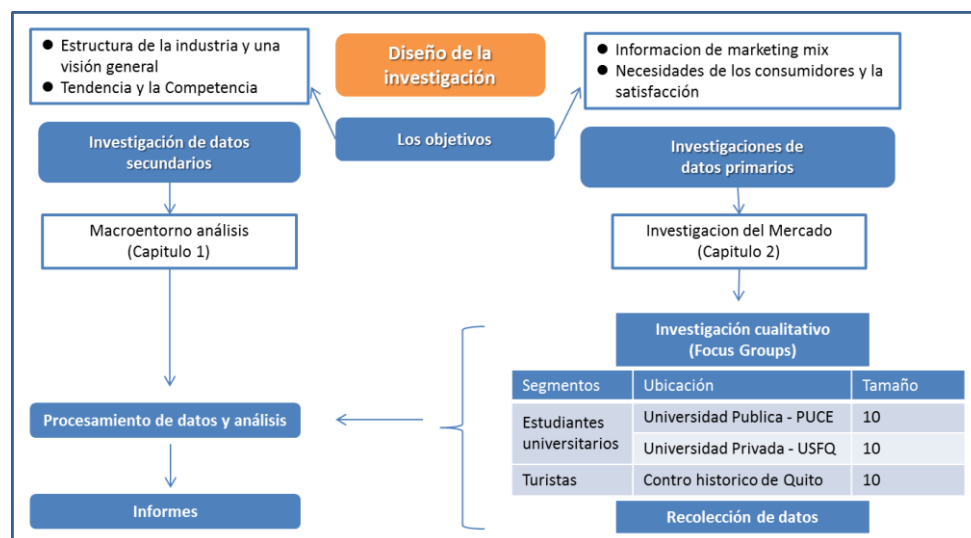 ● Estructura de la industria y una
visión general
● Tendencia y la Competencia
Diseño de la
investigación
● Informacion de marketing mix
● Necesidades de los consumidores y la
satisfacción
Los objetivos
Investigación de datos
secundarios
Investigaciones de
datos primarios
Macroentorno análisis
(Capitulo 1)
Investigacion del Mercado
(Capitulo 2)
Investigación cualitativo
(Focus Groups)
Segmentos Ubicación Tamaño
Estudiantes
universitarios
Universidad Publica - PUCE 10
Universidad Privada - USFQ 10
Turistas Contro historico de Quito 10
Procesamiento de datos y análisis
Informes
Recolección de datos